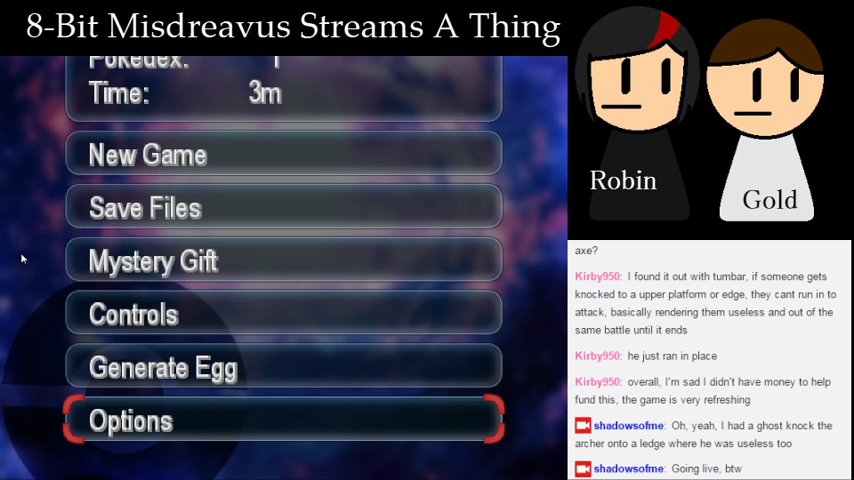 8-Bit Misdreavus Streams A Thing
Pokedex: 1
Time: 3m
New Game
Save Files
Mystery Gift
Controls
Generate Egg
Options
Robin
Gold
axe?
Kirby950: I found it out with tumbar, if someone gets
knocked to a upper platform or edge, they cant run in to
attack, basically rendering them useless and out of the
same battle until it ends
Kirby950: he just ran in place
Kirby950: overall, I'm sad I didn't have money to help
fund this, the game is very refreshing
shadowsofme: Oh, yeah, I had a ghost knock the
archer onto a ledge where he was useless too
shadowsofme: Going live, btw